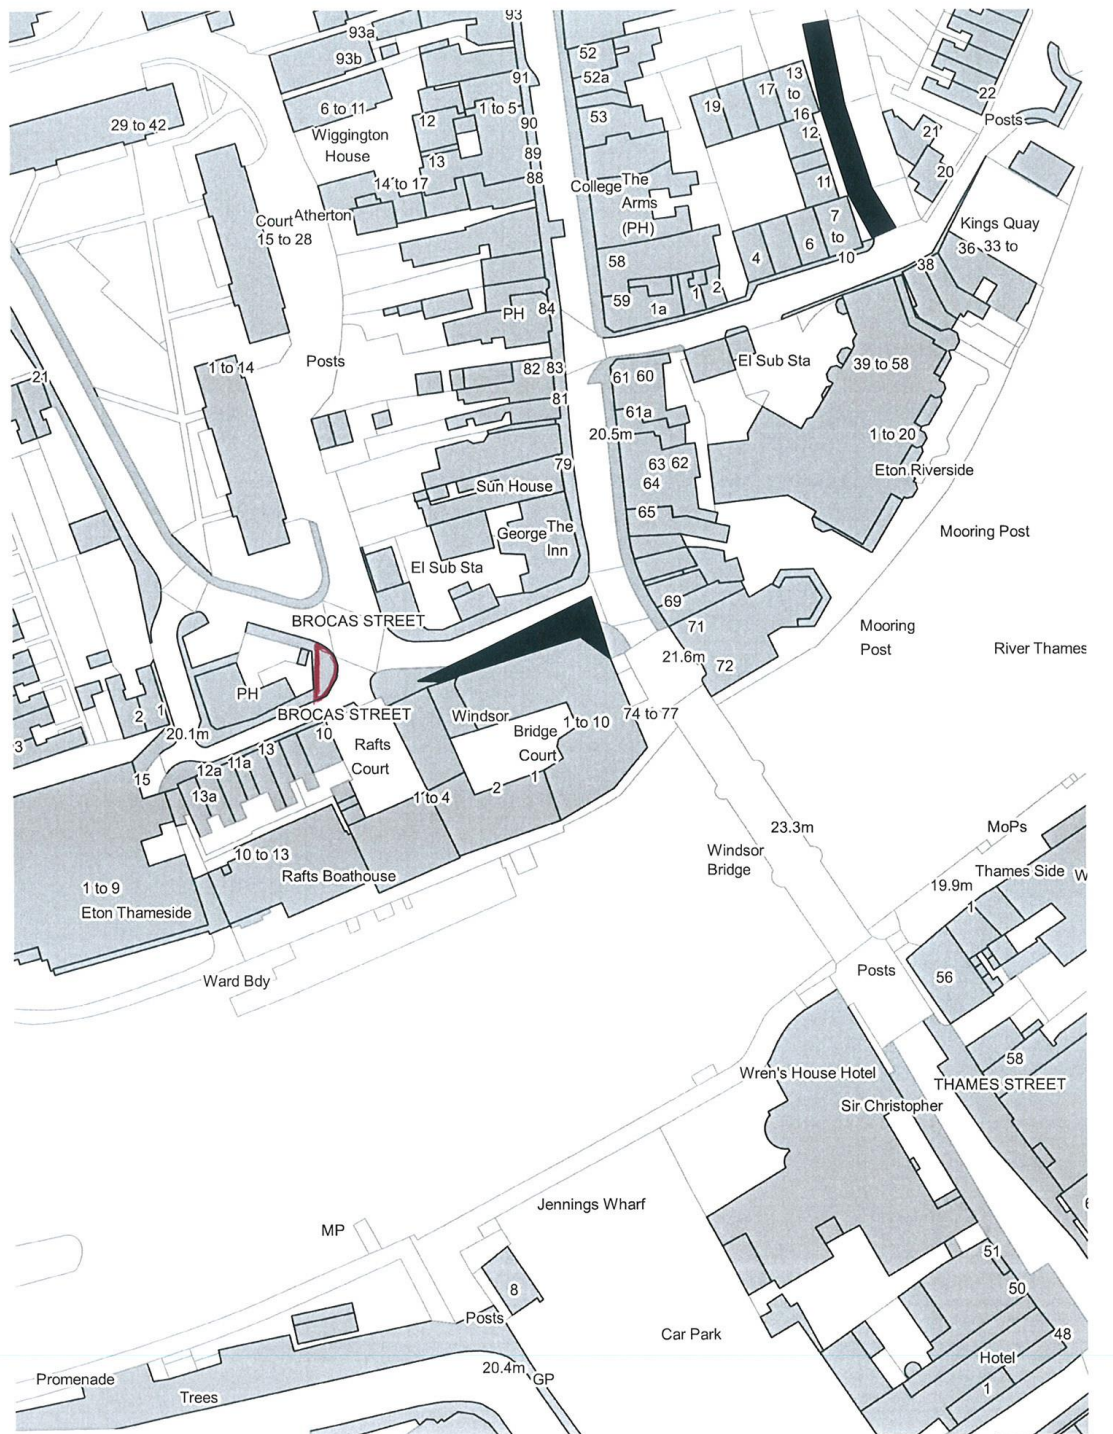 93
93a
52
93b
52a
91
13
to
16
17
22
6 to 11
1 to 5
19
53
12
90
Posts
29 to 42
Wiggington
House
12
21
13
89
88
20
14 to 17
College
The
Arms
(PH)
11
Court
Atherton
15 to 28
7
to
10
Kings Quay
36
33 to
6
4
58
38
59
1a
1
2
PH
84
Posts
El Sub Sta
39 to 58
1 to 14
82
83
61
60
21
81
61a
20.5m
1 to 20
79
63
62
Eton Riverside
64
Sun House
65
George
The
Inn
Mooring Post
El Sub Sta
69
BROCAS STREET
71
Mooring
Post
River Thames
21.6m
72
PH
2
1
BROCAS STREET
Windsor
Bridge
Court
1 to 10
74 to 77
20.1m
10
3
Rafts
Court
13
11a
12a
15
13a
1 to 4
2
1
23.3m
MoPs
Windsor
Bridge
10 to 13
Rafts Boathouse
Thames Side
W
1 to 9
19.9m
1
Eton Thameside
Posts
56
Ward Bdy
58
Wren's House Hotel
THAMES STREET
Sir Christopher
Jennings Wharf
MP
51
8
50
Posts
Car Park
48
Hotel
20.4m
GP
Promenade
1
Trees